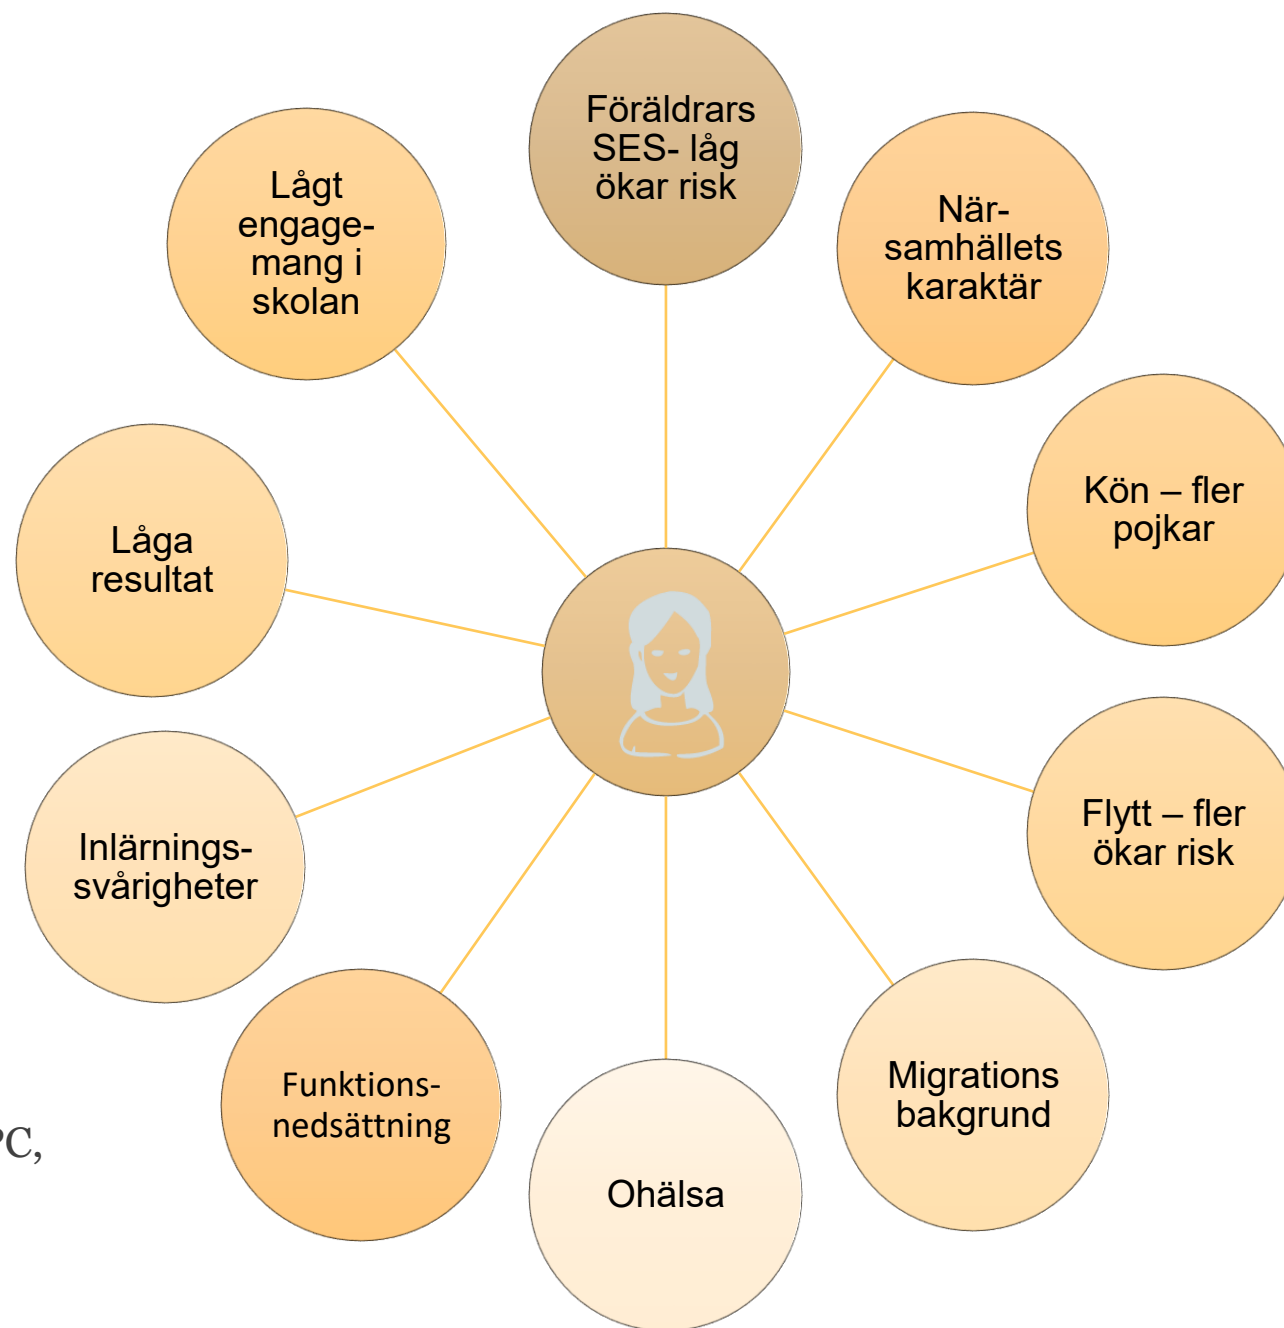 Föräldrars
SES- låg
ökar risk
När-
samhällets
karaktär
Kön – fler
pojkar
Flytt – fler
ökar risk
Migrations
bakgrund
Ohälsa
Funktions-
nedsättning
Inlärnings-
svårigheter
Låga
resultat
Lågt
engage-
mang i
skolan